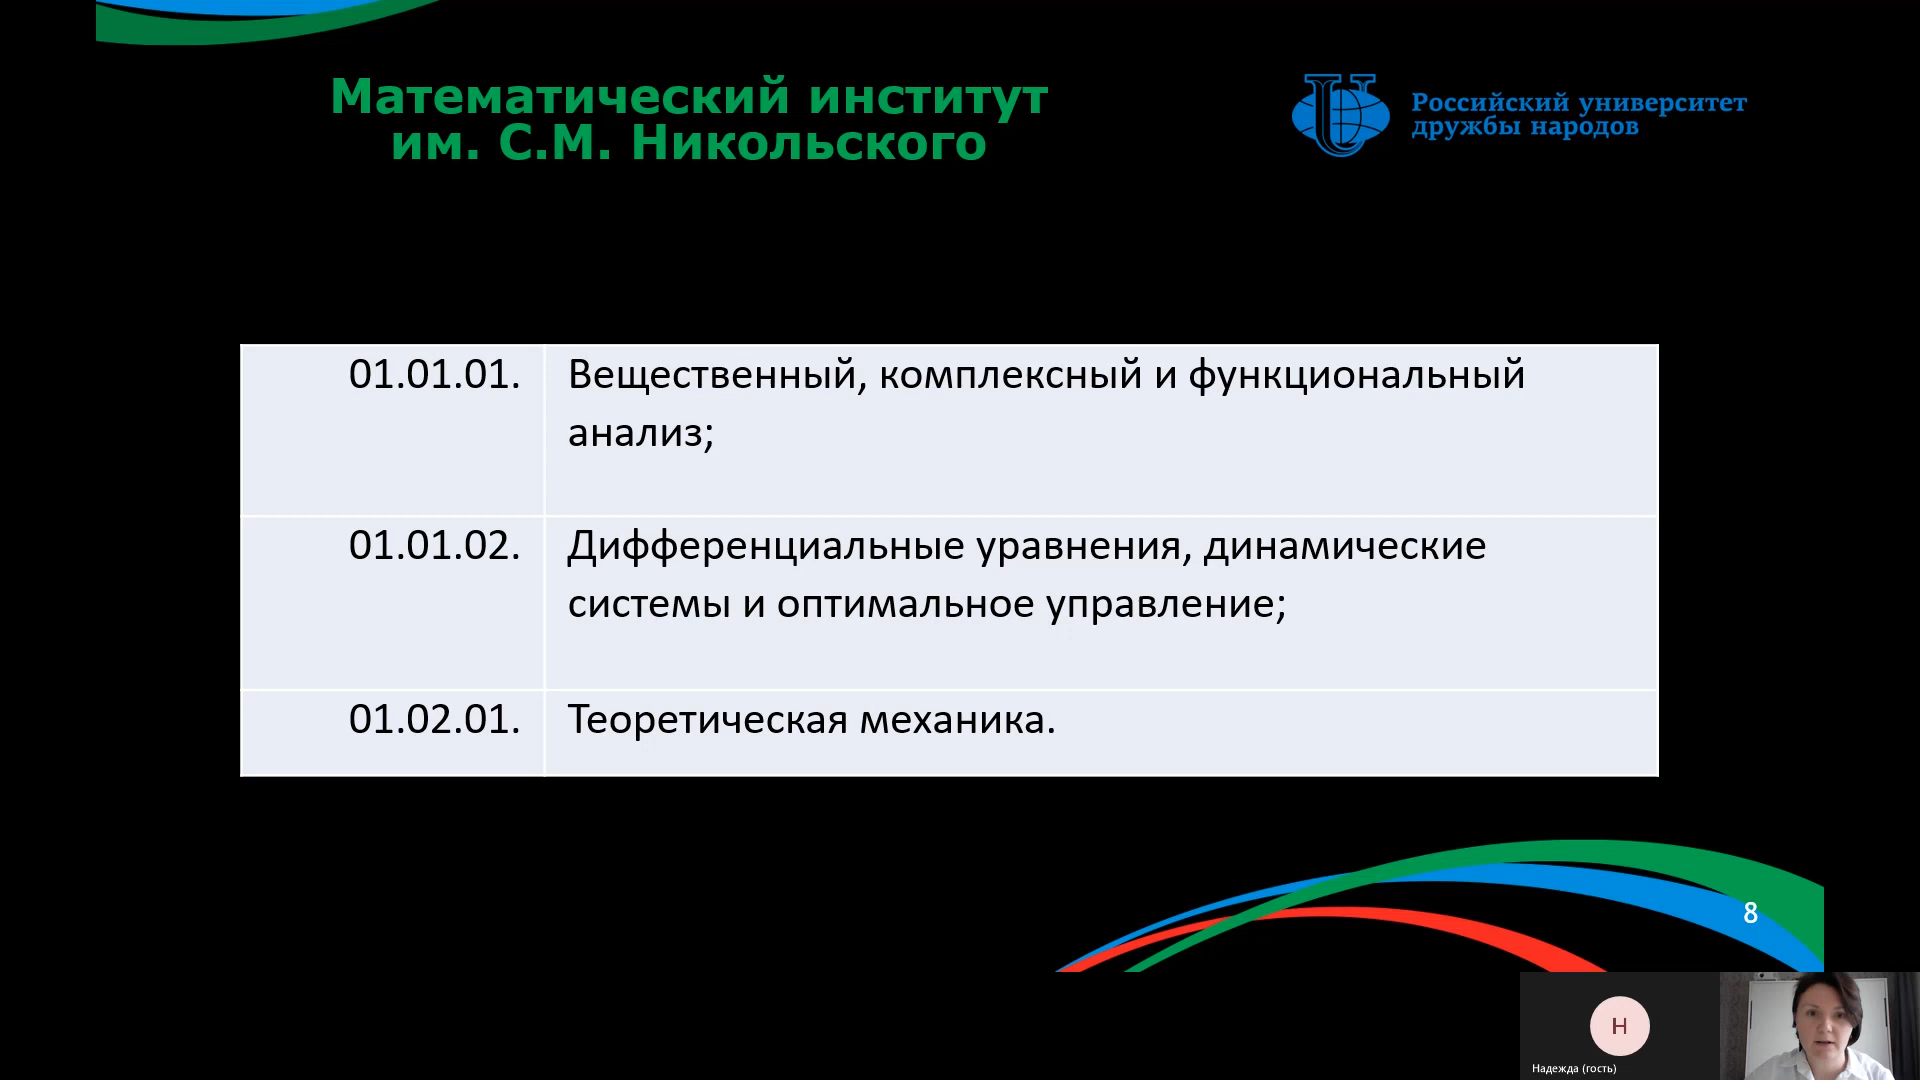 Математический институт
им. С.М. Никольского
Российский университет
дружбы народов
01.01.01. Вещественный, комплексный и функциональный
анализ;
01.01.02. Дифференциальные уравнения, динамические
системы и оптимальное управление;
01.02.01. Теоретическая механика.
8
Н
Надежда (гость)